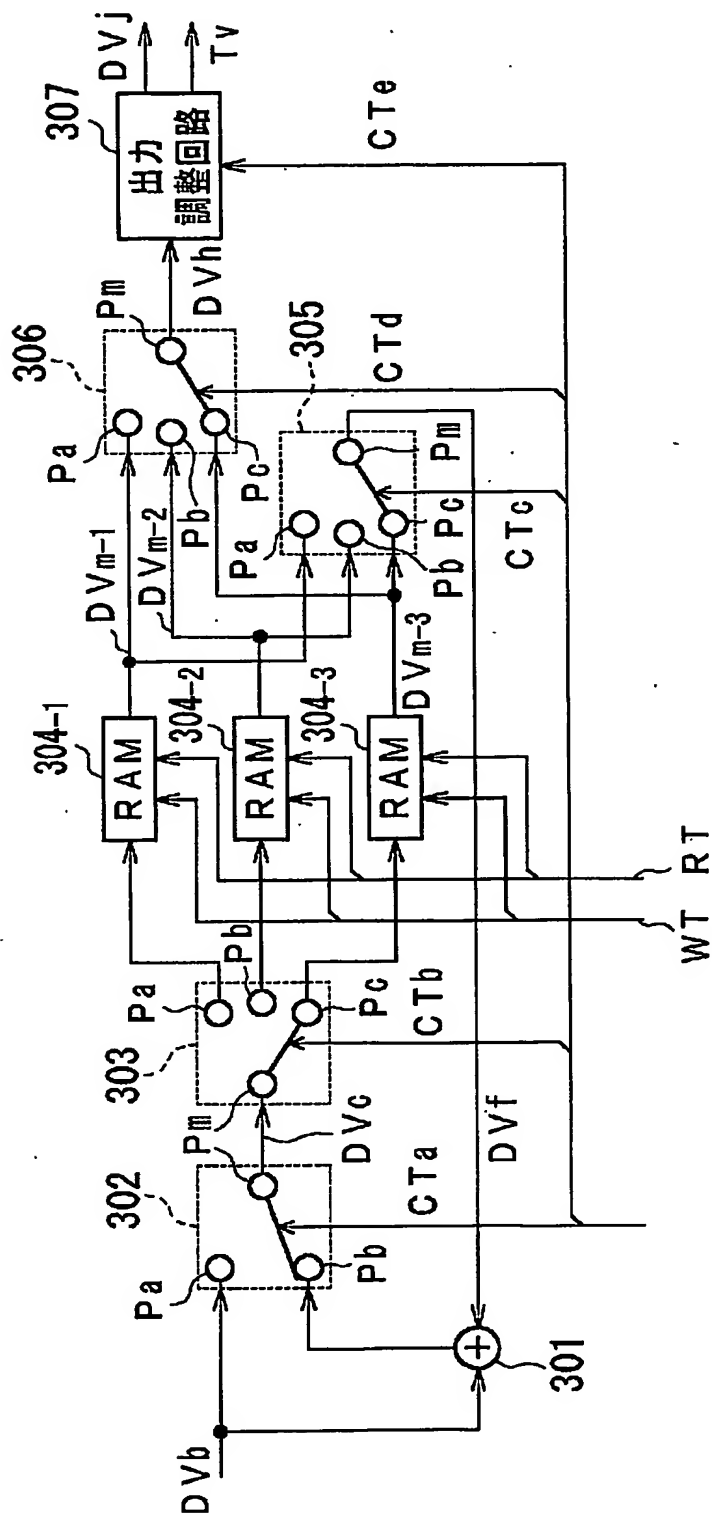 DVb
301
302
Pa
Pb
Pm
DVc
CTa
DVf
303
Pm
Pa
Pb
Pc
CTb
WT
RT
304-1
RAM
304-2
RAM
304-3
RAM
DVm-1
DVm-2
DVm-3
305
Pa
Pb
Pc
Pm
CTc
306
Pa
Pb
Pc
Pm
CTd
DVh
307
出力
調整回路
CTe
DVj
Tv